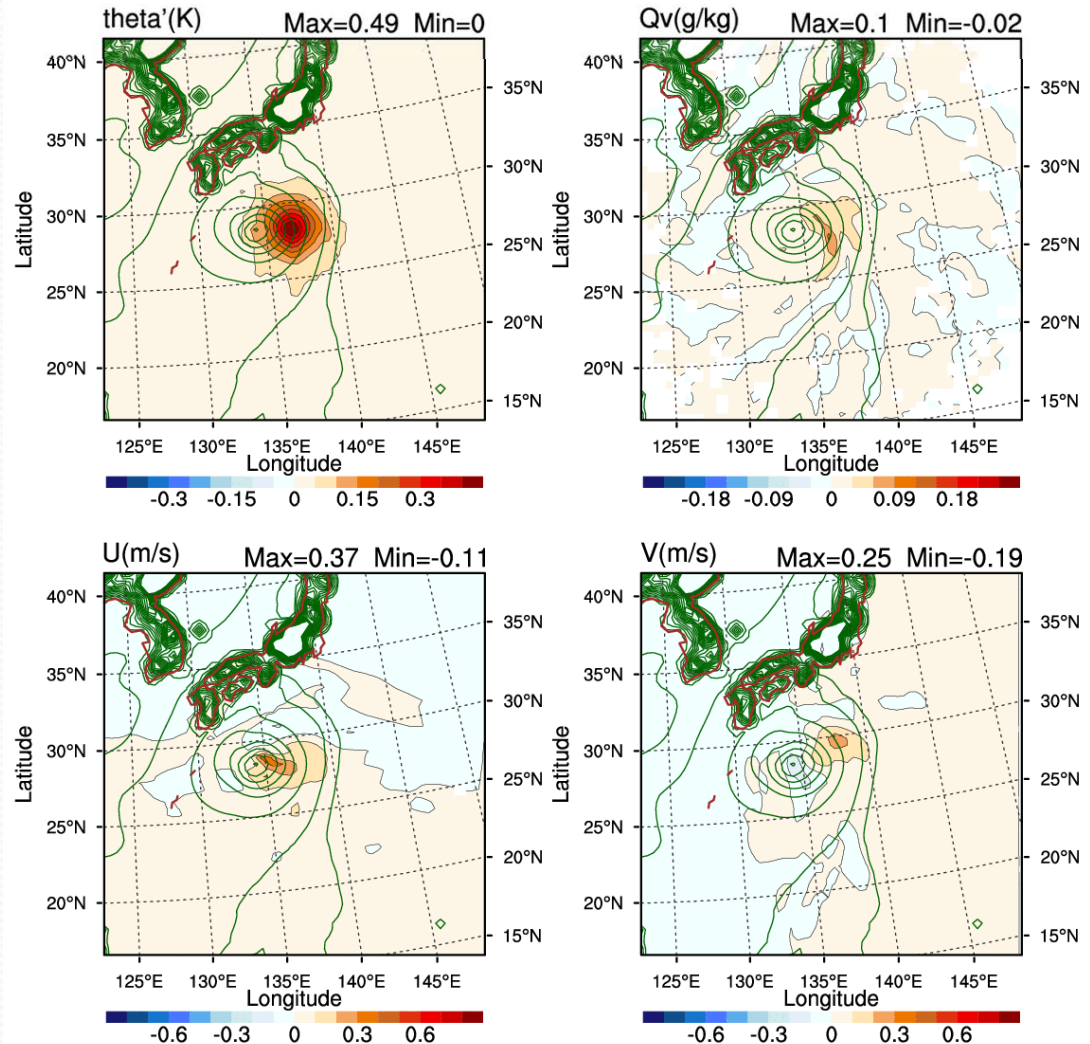 theta’(K) Max=0.49 Min=0
40°N
35°N
35°N
30°N
Latitude
30°N
25°N
25°N
20°N
20°N
15°N
125°E 130°E 135°E 140°E 145°E
Longitude
-0.3 -0.15 0 0.15 0.3
Qv(g/kg) Max=0.1 Min=-0.02
40°N
35°N
35°N
30°N
Latitude
30°N
25°N
25°N
20°N
20°N
15°N
125°E 130°E 135°E 140°E 145°E
Longitude
-0.18 -0.09 0 0.09 0.18
U(m/s) Max=0.37 Min=-0.11
40°N
35°N
35°N
30°N
Latitude
30°N
25°N
25°N
20°N
20°N
15°N
125°E 130°E 135°E 140°E 145°E
Longitude
-0.6 -0.3 0 0.3 0.6
V(m/s) Max=0.25 Min=-0.19
40°N
35°N
35°N
30°N
Latitude
30°N
25°N
25°N
20°N
20°N
15°N
125°E 130°E 135°E 140°E 145°E
Longitude
-0.6 -0.3 0 0.3 0.6